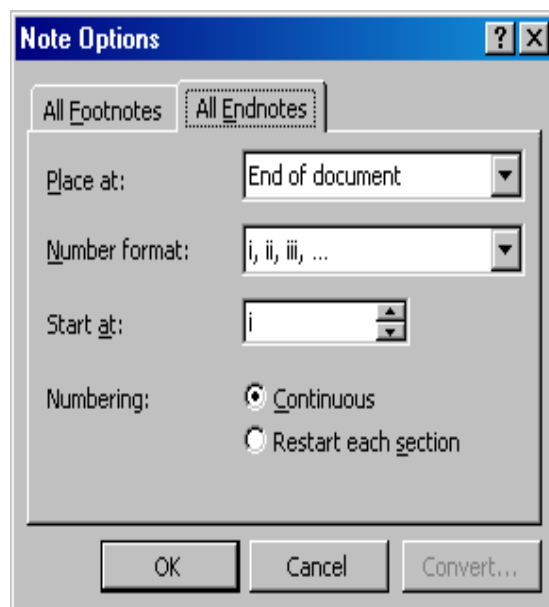 Note Options
All Footnotes All Endnotes
Place at: End of document
Number format: i, ii, iii, ...
Start at: i
Numbering: Continuous
Restart each section
OK Cancel Convert...